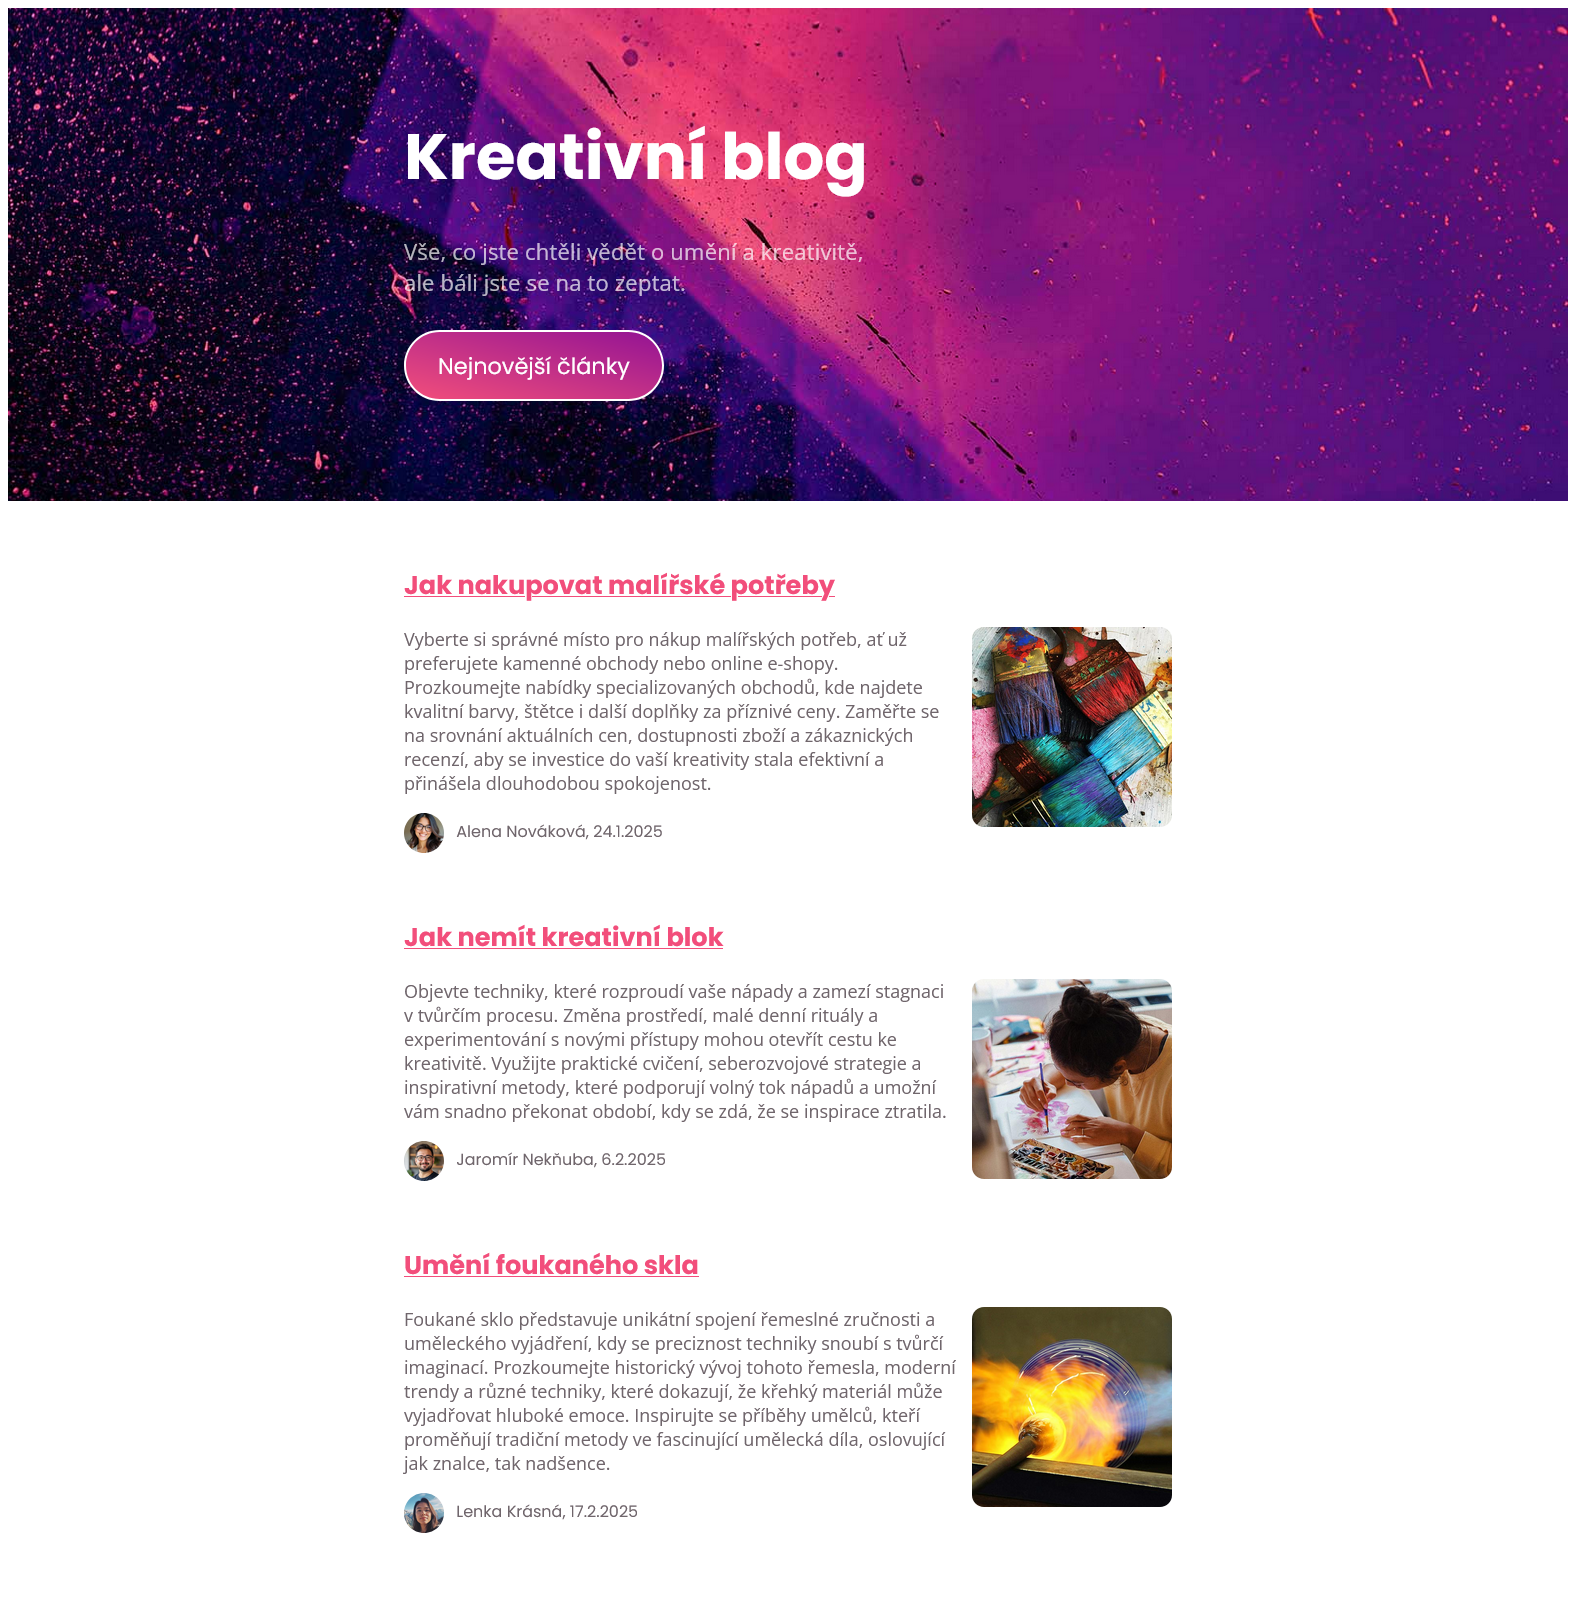 Kreativní blog
Vše, co jste chtěli vědět o umění a kreativitě,
ale báli jste se na to zeptat.
Nejnovější články
Jak nakupovat malířské potřeby
Vyberte si správné místo pro nákup malířských potřeb, ať už
preferujete kamenné obchody nebo online e-shopy.
Prozkoumejte nabídky specializovaných obchodů, kde najdete
kvalitní barvy, štětce i další doplňky za příznivé ceny. Zaměřte se
na srovnání aktuálních cen, dostupnosti zboží a zákaznických
recenzí, aby se investice do vaší kreativity stala efektivní a
přinášela dlouhodobou spokojenost.
Alena Nováková, 24.1.2025
Jak nemít kreativní blok
Objevte techniky, které rozproudí vaše nápady a zamezí stagnaci
v tvůrčím procesu. Změna prostředí, malé denní rituály a
experimentování s novými přístupy mohou otevřít cestu ke
kreativitě. Využijte praktické cvičení, seberozvojové strategie a
inspirativní metody, které podporují volný tok nápadů a umožní
vám snadno překonat období, kdy se zdá, že se inspirace ztratila.
Jaromír Nekňuba, 6.2.2025
Umění foukaného skla
Foukané sklo představuje unikátní spojení řemeslné zručnosti a
uměleckého vyjádření, kdy se preciznost techniky snoubí s tvůrčí
imaginací. Prozkoumejte historický vývoj tohoto řemesla, moderní
trendy a různé techniky, které dokazují, že křehký materiál může
vyjadřovat hluboké emoce. Inspirujte se příběhy umělců, kteří
proměňují tradiční metody ve fascinující umělecká díla, oslovující
jak znalce, tak nadšence.
Lenka Krásná, 17.2.2025